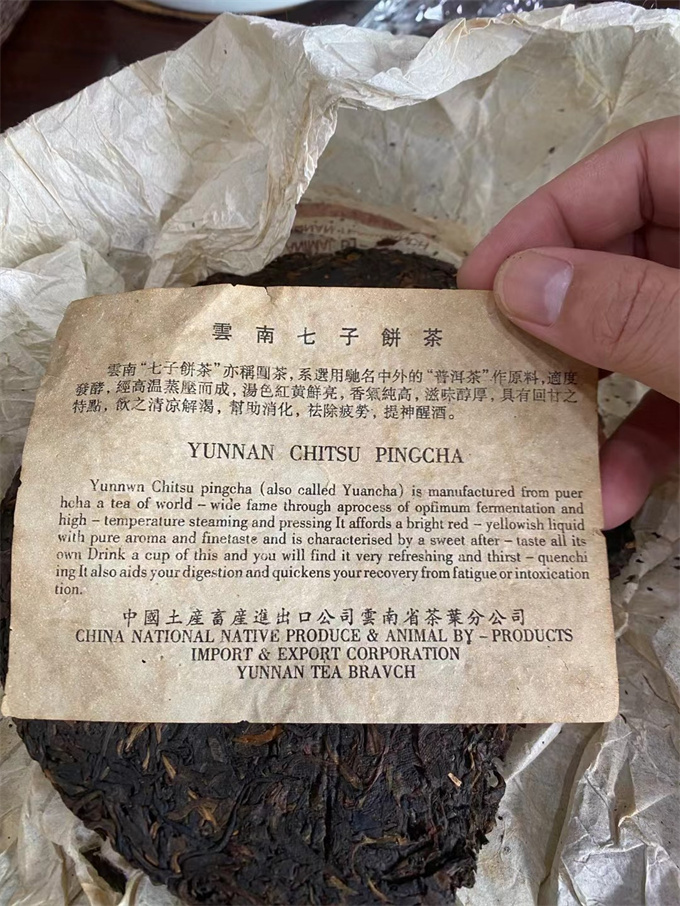 雲南七子餅茶
雲南“七子餅茶”亦稱圓茶,系選用馳名中外的“普洱茶”作原料,適度
發酵,經高温蒸壓而成,湯色紅黄鮮亮,香氣純高,滋味醇厚,具有回甘之
特點,飲之清凉解渴,幫助消化,祛除疲勞,提神醒酒。
YUNNAN CHITSU PINGCHA
Yunnwn Chitsu pingcha (also called Yuancha) is manufactured from puer
hcha a tea of world – wide fame through aprocess of opfimum fermentation and
high – temperature steaming and pressing It affords a bright red – yellowish liquid
with pure aroma and finetaste and is characterised by a sweet after – taste all its
own Drink a cup of this and you will find it very refreshing and thirst – quenchi
ing It also aids your digestion and quickens your recovery from fatigue or intoxication
tion.
中國土産畜産進出口公司雲南省茶葉分公司
CHINA NATIONAL NATIVE PRODUCE & ANIMAL BY – PRODUCTS
IMPORT & EXPORT CORPORATION
YUNNAN TEA BRAVCH